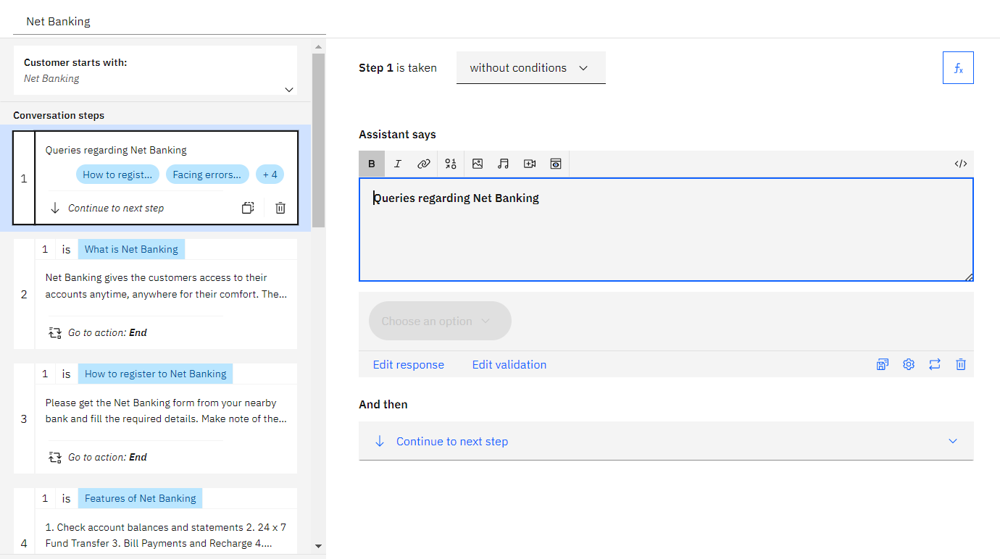 Net Banking
Customer starts with:
Net Banking
Conversation steps
1
Queries regarding Net Banking
How to regist...
Facing errors...
+ 4
Continue to next step
2
1 is What is Net Banking
Net Banking gives the customers access to their
accounts anytime, anywhere for their comfort. The...
Go to action: End
3
1 is How to register to Net Banking
Please get the Net Banking form from your nearby
bank and fill the required details. Make note of the...
Go to action: End
4
1 is Features of Net Banking
1. Check account balances and statements 2. 24 x 7
Fund Transfer 3. Bill Payments and Recharge 4....
Step 1 is taken
without conditions
fx
Assistant says
B I
Queries regarding Net Banking
Choose an option
Edit response
Edit validation
And then
Continue to next step